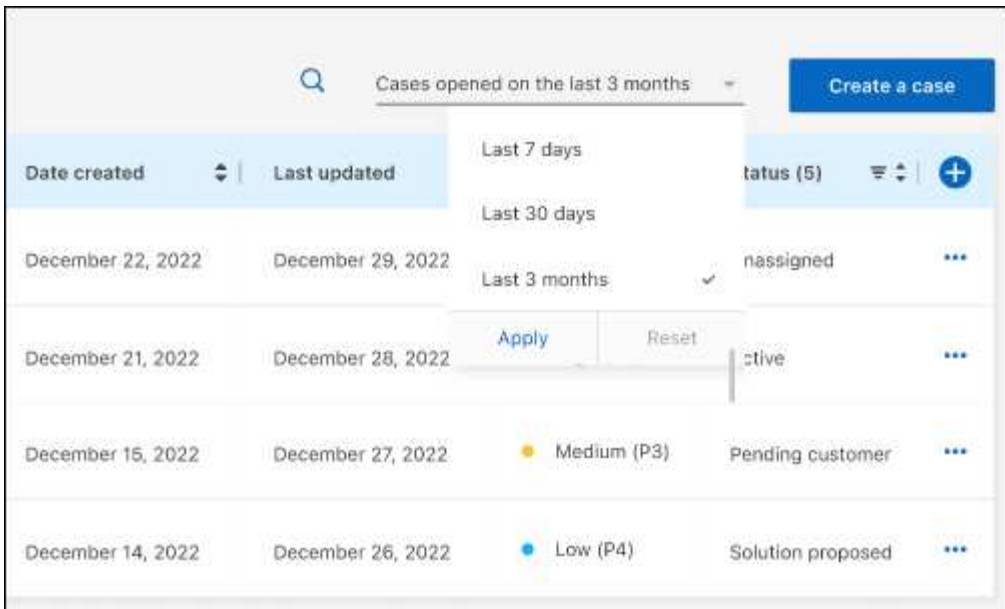 Cases opened on the last 3 months
Create a case
Date created
Last updated
tatus (5)
Last 7 days
Last 30 days
Last 3 months
Apply
Reset
December 22, 2022
December 29, 2022
nassigned
December 21, 2022
December 28, 2022
ctive
December 15, 2022
December 27, 2022
Medium (P3)
Pending customer
December 14, 2022
December 26, 2022
Low (P4)
Solution proposed